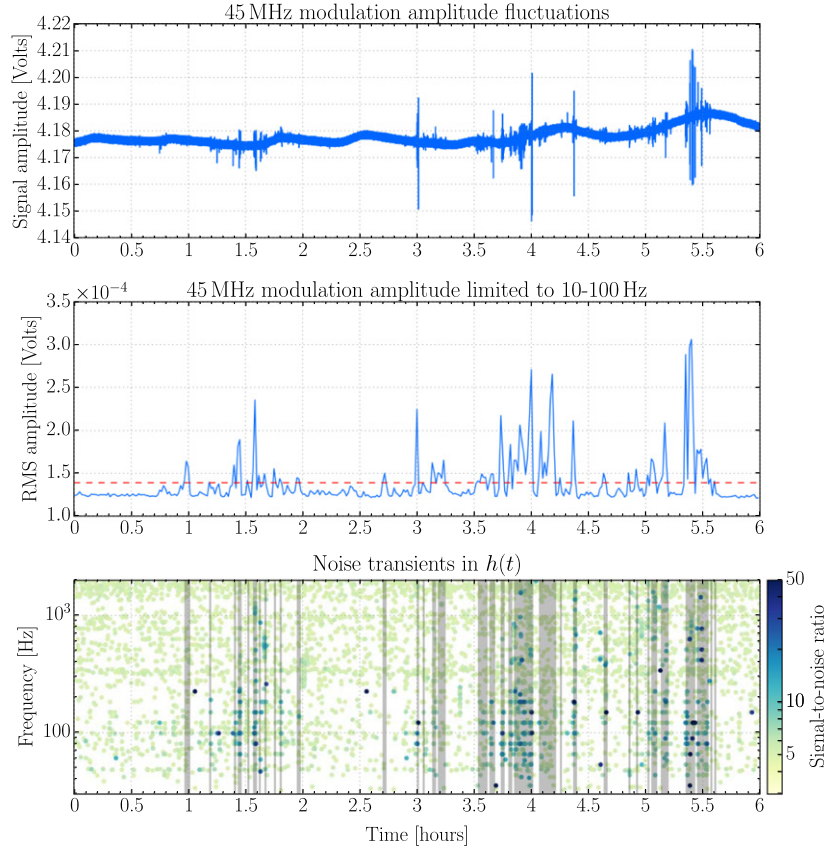 45 MHz modulation amplitude fluctuations
Signal amplitude [Volts]
4.22
4.21
4.19
4.18
4.17
4.16
4.15
4.14
0 0.5 1 1.5 2 2.5 3 3.5 4 4.5 5 5.5 6
×10⁻⁴ 45 MHz modulation amplitude limited to 10-100 Hz
RMS amplitude [Volts]
3.5
3.0
2.5
2.0
1.5
1.0
0 0.5 1 1.5 2 2.5 3 3.5 4 4.5 5 5.5 6
Noise transients in h(t)
Frequency [Hz]
10³
100
0 0.5 1 1.5 2 2.5 3 3.5 4 4.5 5 5.5 6
Time [hours]
50
10
5
Signal-to-noise ratio